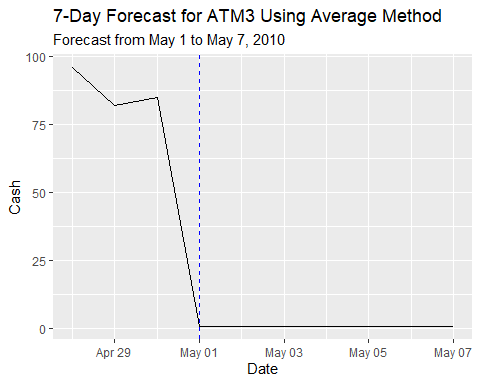 7-Day Forecast for ATM3 Using Average Method
Forecast from May 1 to May 7, 2010
100
75
50
25
0
Cash
Apr 29 May 01 May 03 May 05 May 07
Date